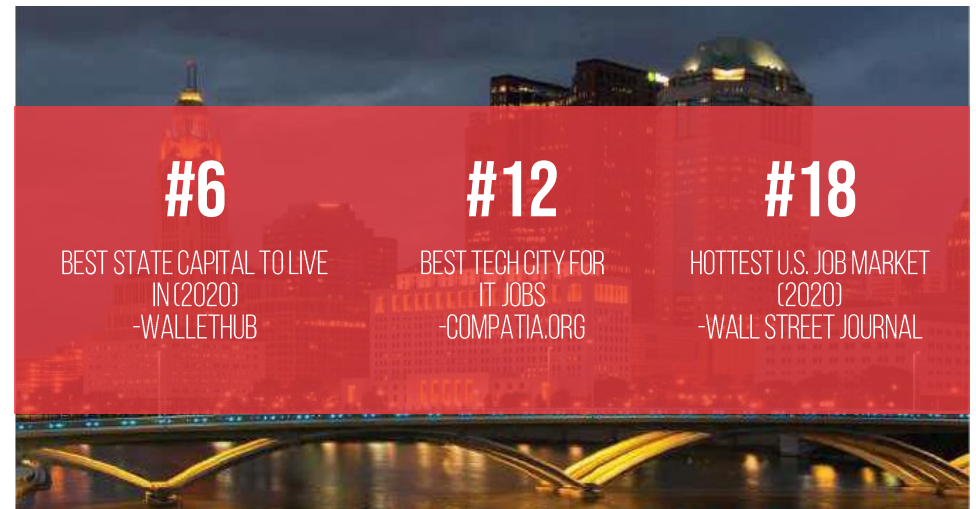 #6
BEST STATE CAPITAL TO LIVE
IN (2020)
-WALLETHUB
#12
BEST TECH CITY FOR
IT JOBS
-COMPATIA.ORG
#18
HOTTEST U.S. JOB MARKET
(2020)
-WALL STREET JOURNAL